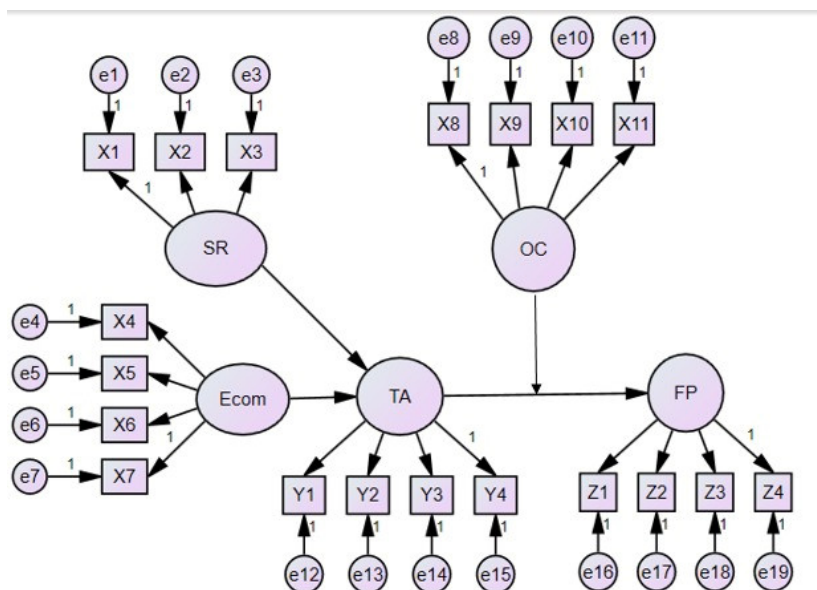 e8 e9 e10 e11
1 1 1 1
e1 e2 e3
1 1 1
X8 X9 X10 X11
X1 X2 X3
1
1
SR
OC
e4 1 X4
e5 1 X5
e6 1 X6
e7 1 X7
1
Ecom
TA
FP
1
1
Y1 Y2 Y3 Y4
Z1 Z2 Z3 Z4
1 1 1 1
1 1 1 1
e12 e13 e14 e15
e16 e17 e18 e19